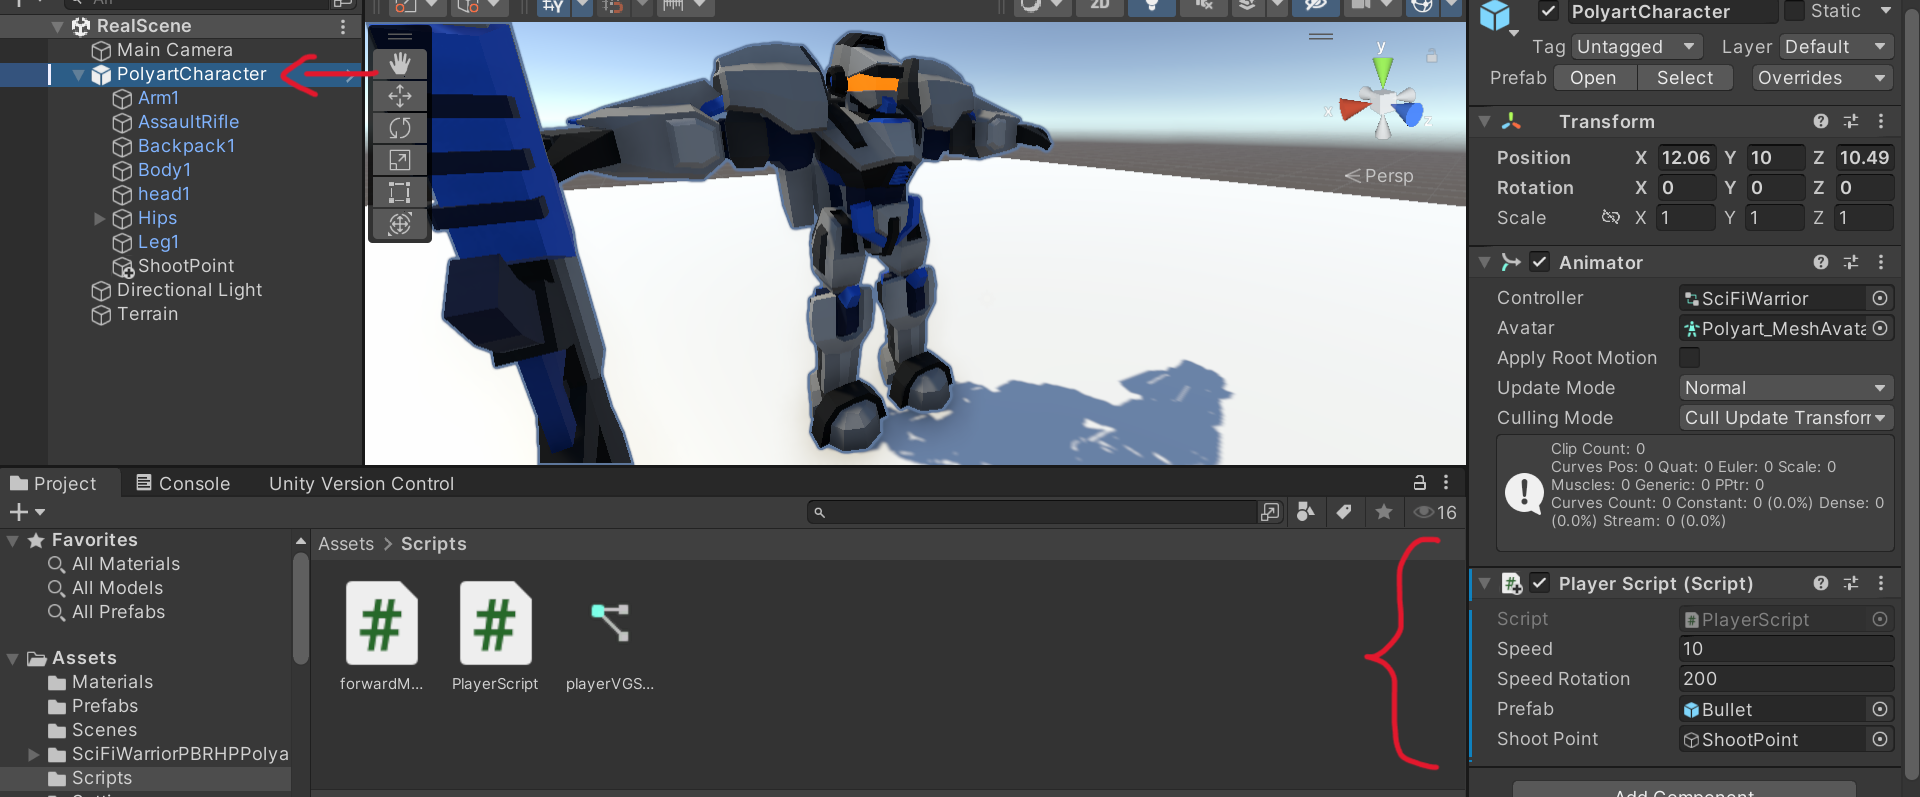 All
RealScene
Main Camera
PolyartCharacter
Arm1
AssaultRifle
Backpack1
Body1
head1
Hips
Leg1
ShootPoint
Directional Light
Terrain
2D
y
x
z
Persp
PolyartCharacter
Static
Tag Untagged Layer Default
Prefab Open Select Overrides
Transform
Position X 12.06 Y 10 Z 10.49
Rotation X 0 Y 0 Z 0
Scale X 1 Y 1 Z 1
Animator
Controller SciFiWarrior
Avatar Polyart_MeshAvata
Apply Root Motion
Update Mode Normal
Culling Mode Cull Update Transforr
Clip Count: 0
Curves Pos: 0 Quat: 0 Euler: 0 Scale: 0
Muscles: 0 Generic: 0 PPtr: 0
Curves Count: 0 Constant: 0 (0.0%) Dense: 0
(0.0%) Stream: 0 (0.0%)
Player Script (Script)
Script PlayerScript
Speed 10
Speed Rotation 200
Prefab Bullet
Shoot Point ShootPoint
Add Component
Project Console Unity Version Control
16
Favorites
All Materials
All Models
All Prefabs
Assets
Materials
Prefabs
Scenes
SciFiWarriorPBRHPPolya
Scripts
Assets > Scripts
forwardM...
PlayerScript
playerVGS...